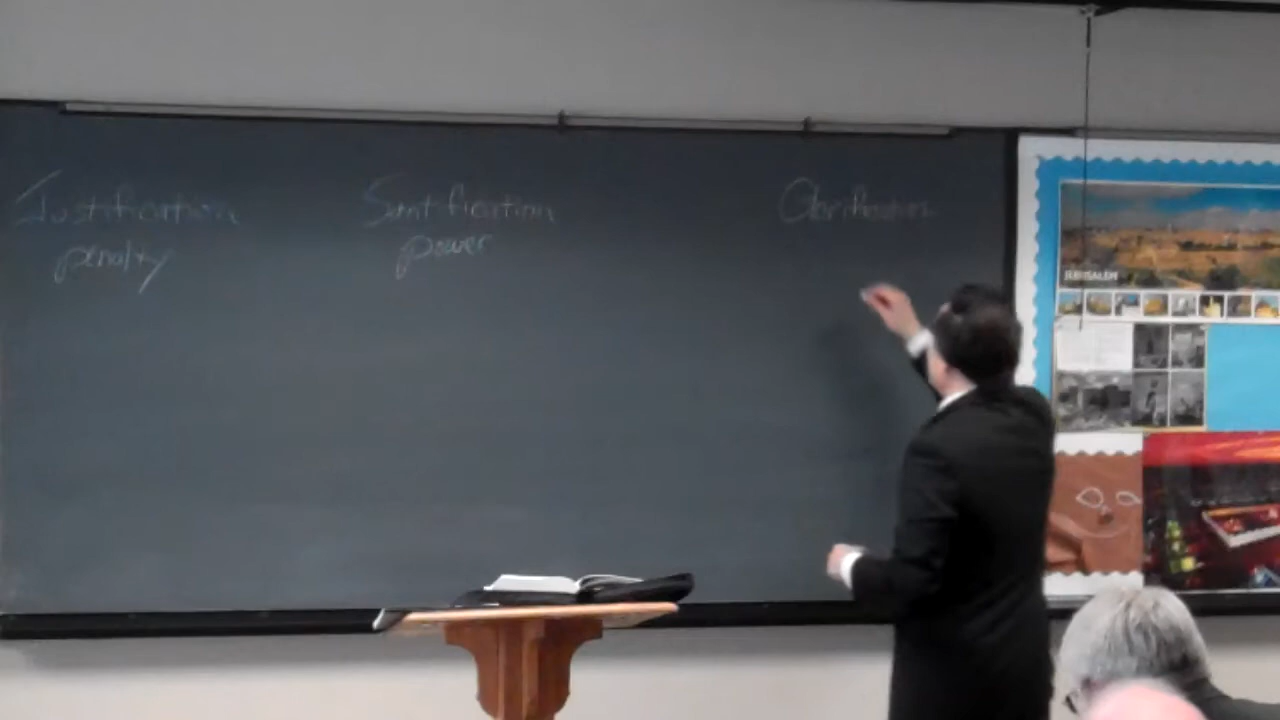 Justification
penalty
Santification
power
Glorification
JERUSALEM